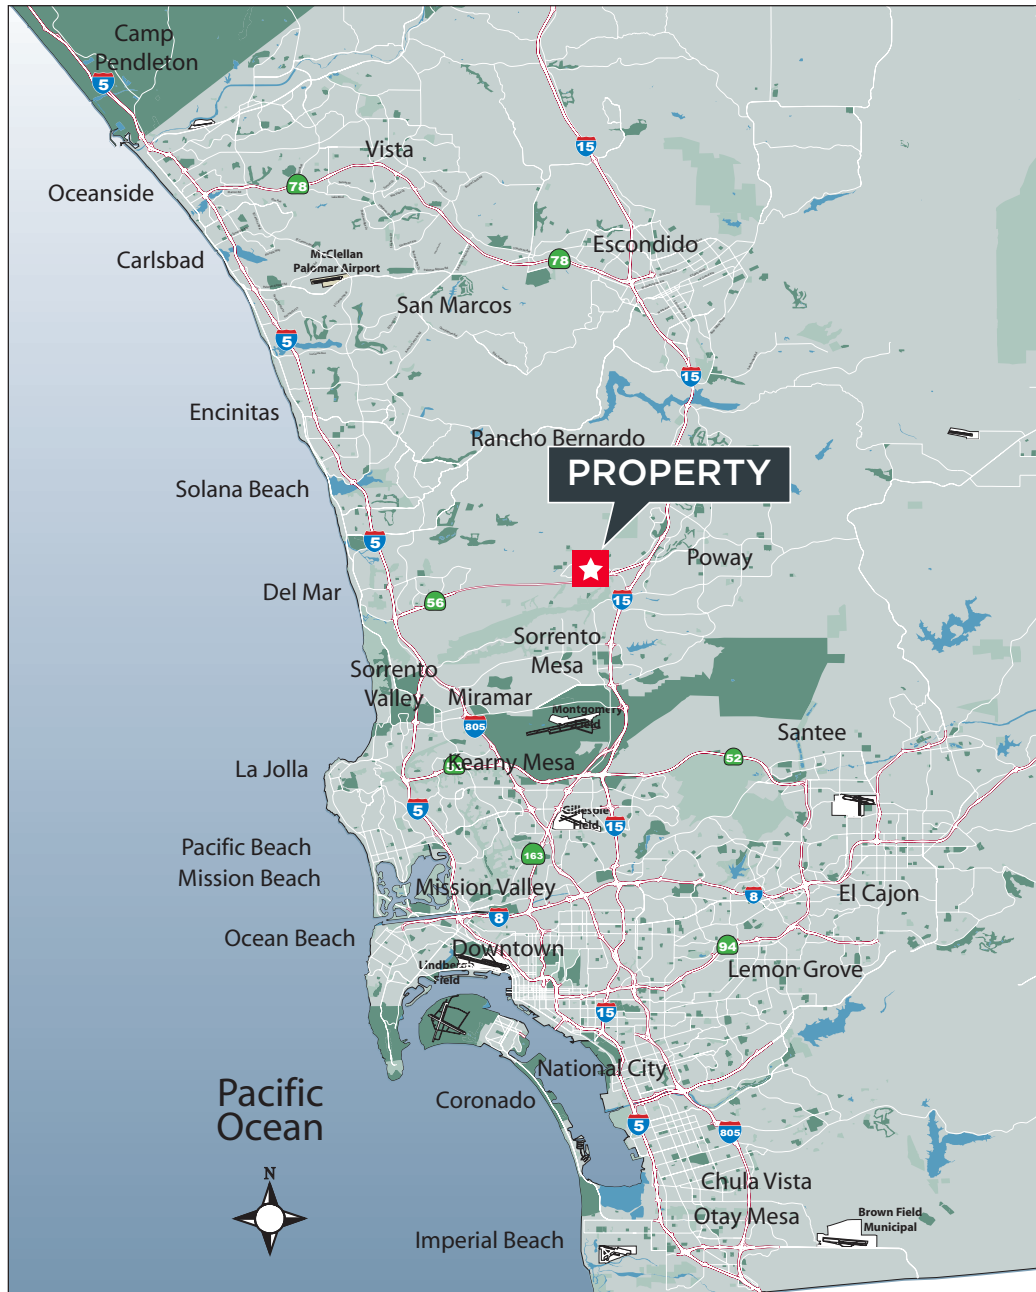 Camp
Pendleton
5
15
Vista
78
Oceanside
Escondido
Carlsbad
McClellan
Palomar Airport
78
San Marcos
5
15
Encinitas
Rancho Bernardo
PROPERTY
Solana Beach
5
Poway
Del Mar
56
15
Sorrento
Mesa
Sorrento
Valley
Miramar
Montgomery
Field
805
Santee
La Jolla
Kearny Mesa
52
5
Gillespie
Field
15
Pacific Beach
163
Mission Beach
Mission Valley
8
El Cajon
8
Ocean Beach
Downtown
94
Lindbergh
Field
Lemon Grove
15
National City
Pacific
Ocean
Coronado
5
805
N
Chula Vista
Otay Mesa
Brown Field
Municipal
Imperial Beach